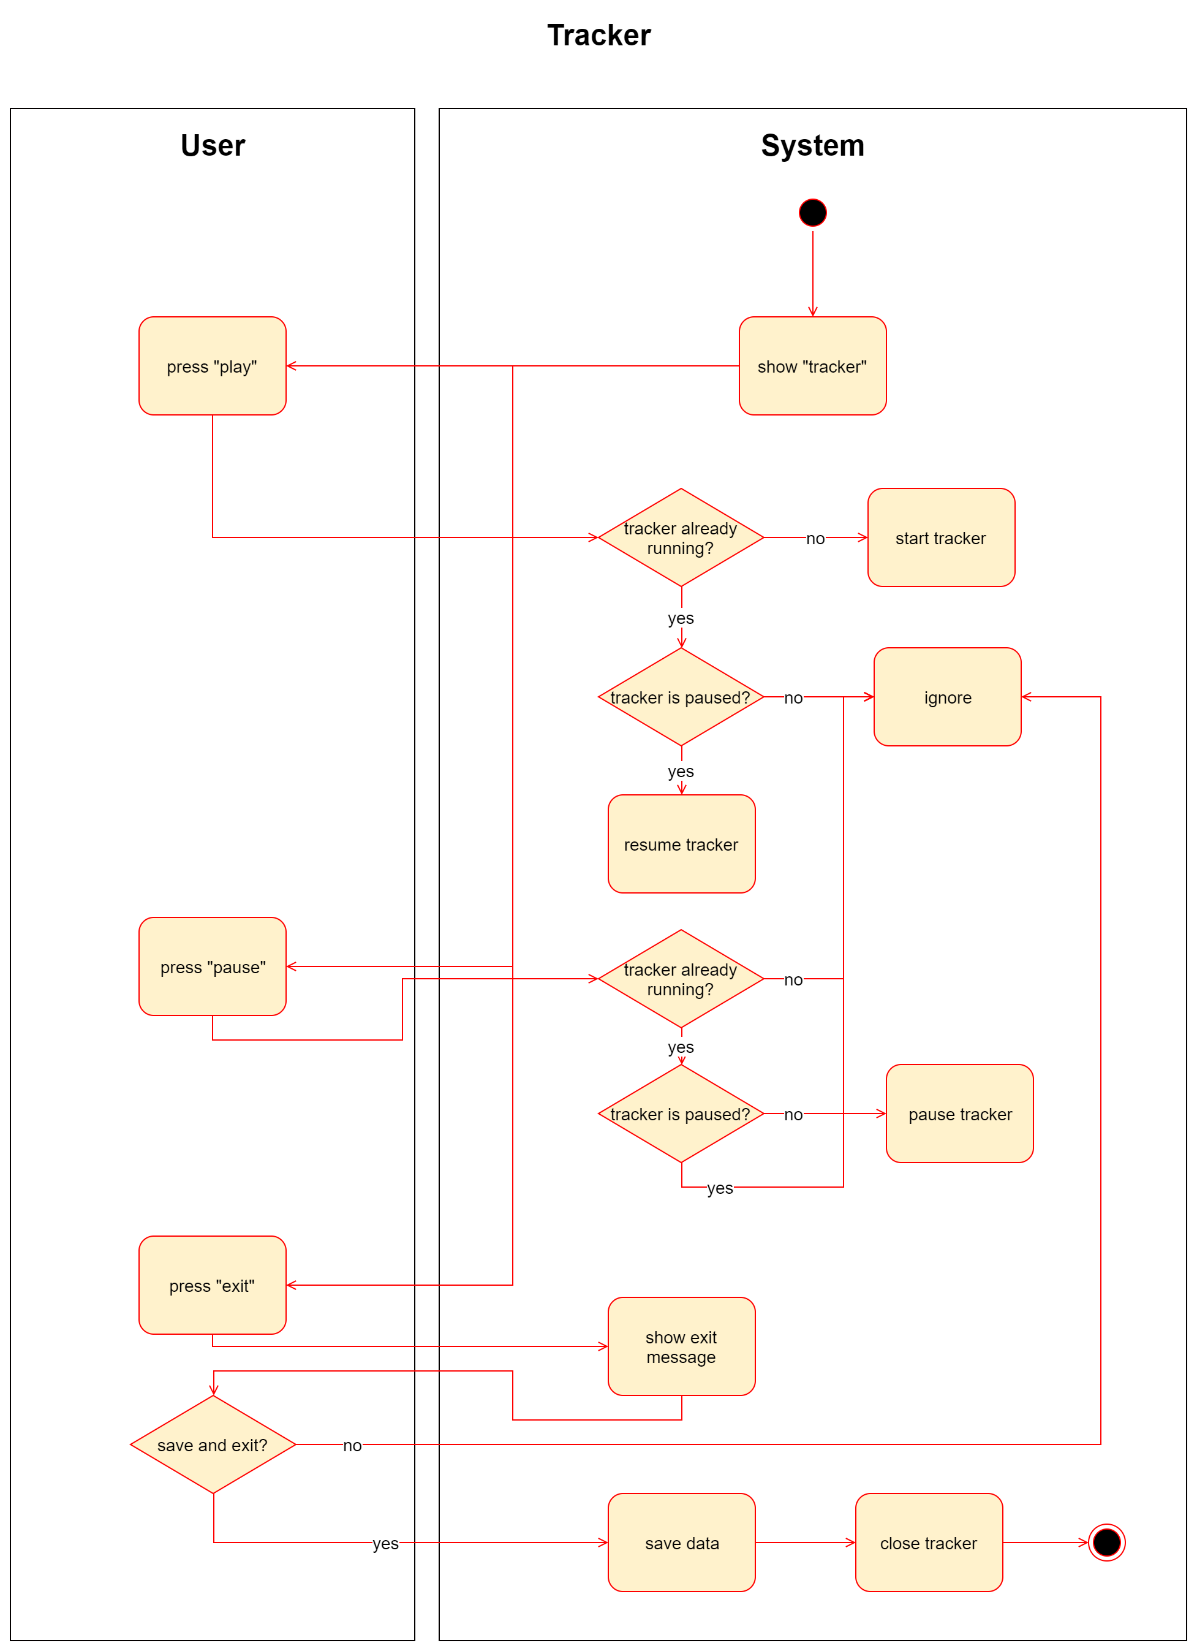 Tracker
User
System
press "play"
show "tracker"
tracker already
running?
no
start tracker
yes
tracker is paused?
no
ignore
yes
resume tracker
press "pause"
tracker already
running?
no
yes
tracker is paused?
no
pause tracker
yes
press "exit"
show exit
message
save and exit?
no
yes
save data
close tracker